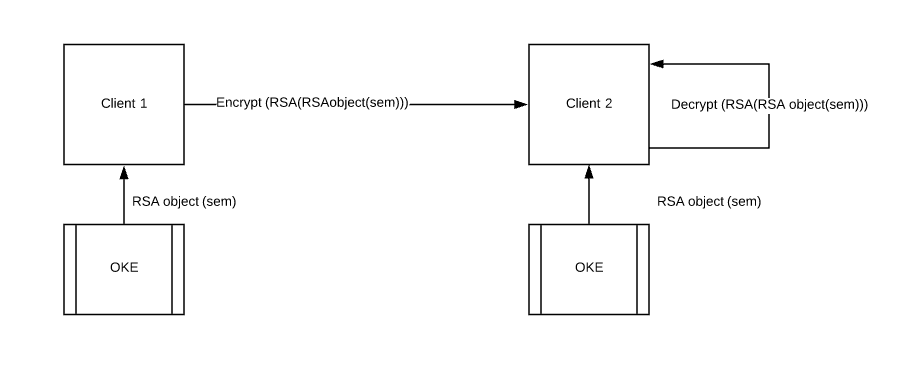 Client 1
Encrypt (RSA(RSAobject(sem)))
Client 2
Decrypt (RSA(RSA object(sem)))
RSA object (sem)
RSA object (sem)
OKE
OKE